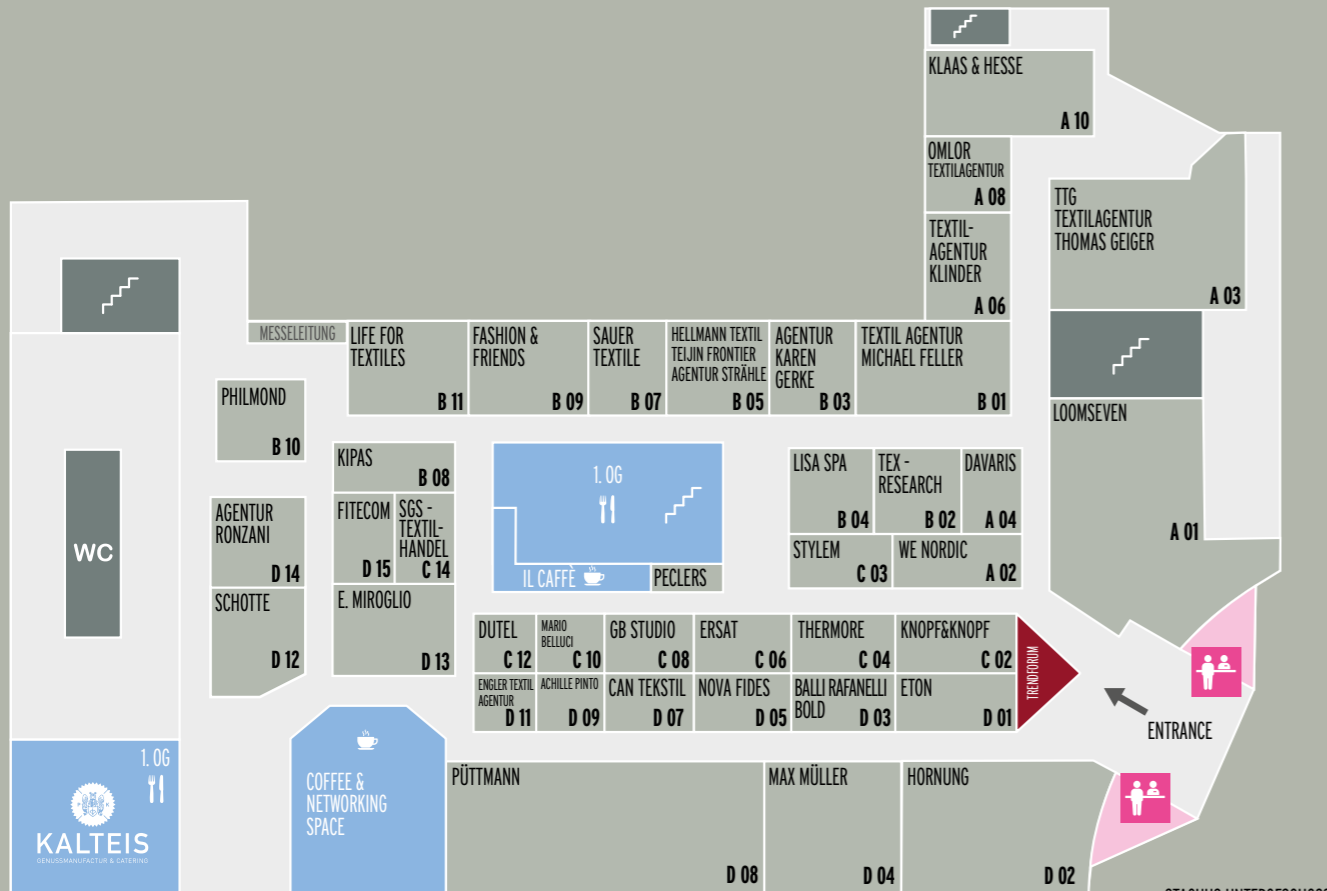 KLAAS & HESSE
A 10
OMLOR
TEXTILAGENTUR
A 08
TEXTIL-
AGENTUR
KLINDER
A 06
TTG
TEXTILAGENTUR
THOMAS GEIGER
A 03
MESSELEITUNG
LIFE FOR
TEXTILES
B 11
FASHION &
FRIENDS
B 09
SAUER
TEXTILE
B 07
HELLMANN TEXTIL
TEIJIN FRONTIER
AGENTUR STRÄHLE
B 05
AGENTUR
KAREN
GERKE
B 03
TEXTIL AGENTUR
MICHAEL FELLER
B 01
LOOMSEVEN
A 01
PHILMOND
B 10
KIPAS
B 08
FITECOM
D 15
SGS -
TEXTIL-
HANDEL
C 14
E. MIROGLIO
D 13
AGENTUR
RONZANI
D 14
SCHOTTE
D 12
WC
1. OG
IL CAFFÈ
PECLERS
LISA SPA
B 04
TEX -
RESEARCH
B 02
DAVARIS
A 04
STYLEM
C 03
WE NORDIC
A 02
DUTEL
C 12
MARIO
BELLUCI
C 10
GB STUDIO
C 08
ERSAT
C 06
THERMORE
C 04
KNOPF&KNOPF
C 02
ENGLER TEXTIL
AGENTUR
D 11
ACHILLE PINTO
D 09
CAN TEKSTIL
D 07
NOVA FIDES
D 05
BALLI RAFANELLI
BOLD
D 03
ETON
D 01
TRENDFORUM
ENTRANCE
1. OG
KALTEIS
GENUSSMANUFACTUR & CATERING
COFFEE &
NETWORKING
SPACE
PÜTTMANN
D 08
MAX MÜLLER
D 04
HORNUNG
D 02